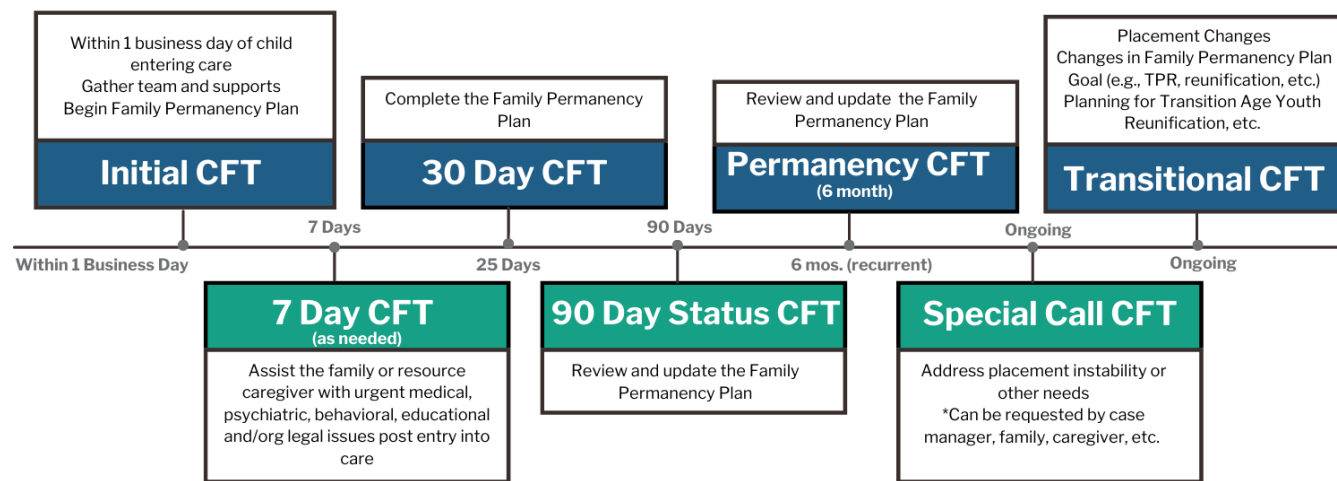 Within 1 business day of child
entering care
Gather team and supports
Begin Family Permanency Plan
Initial CFT
Complete the Family Permanency
Plan
30 Day CFT
Review and update the Family
Permanency Plan
Permanency CFT
(6 month)
Placement Changes
Changes in Family Permanency Plan
Goal (e.g., TPR, reunification, etc.)
Planning for Transition Age Youth
Reunification, etc.
Transitional CFT
7 Days
90 Days
Ongoing
Within 1 Business Day
25 Days
6 mos. (recurrent)
Ongoing
7 Day CFT
(as needed)
Assist the family or resource
caregiver with urgent medical,
psychiatric, behavioral, educational
and/org legal issues post entry into
care
90 Day Status CFT
Review and update the Family
Permanency Plan
Special Call CFT
Address placement instability or
other needs
*Can be requested by case
manager, family, caregiver, etc.